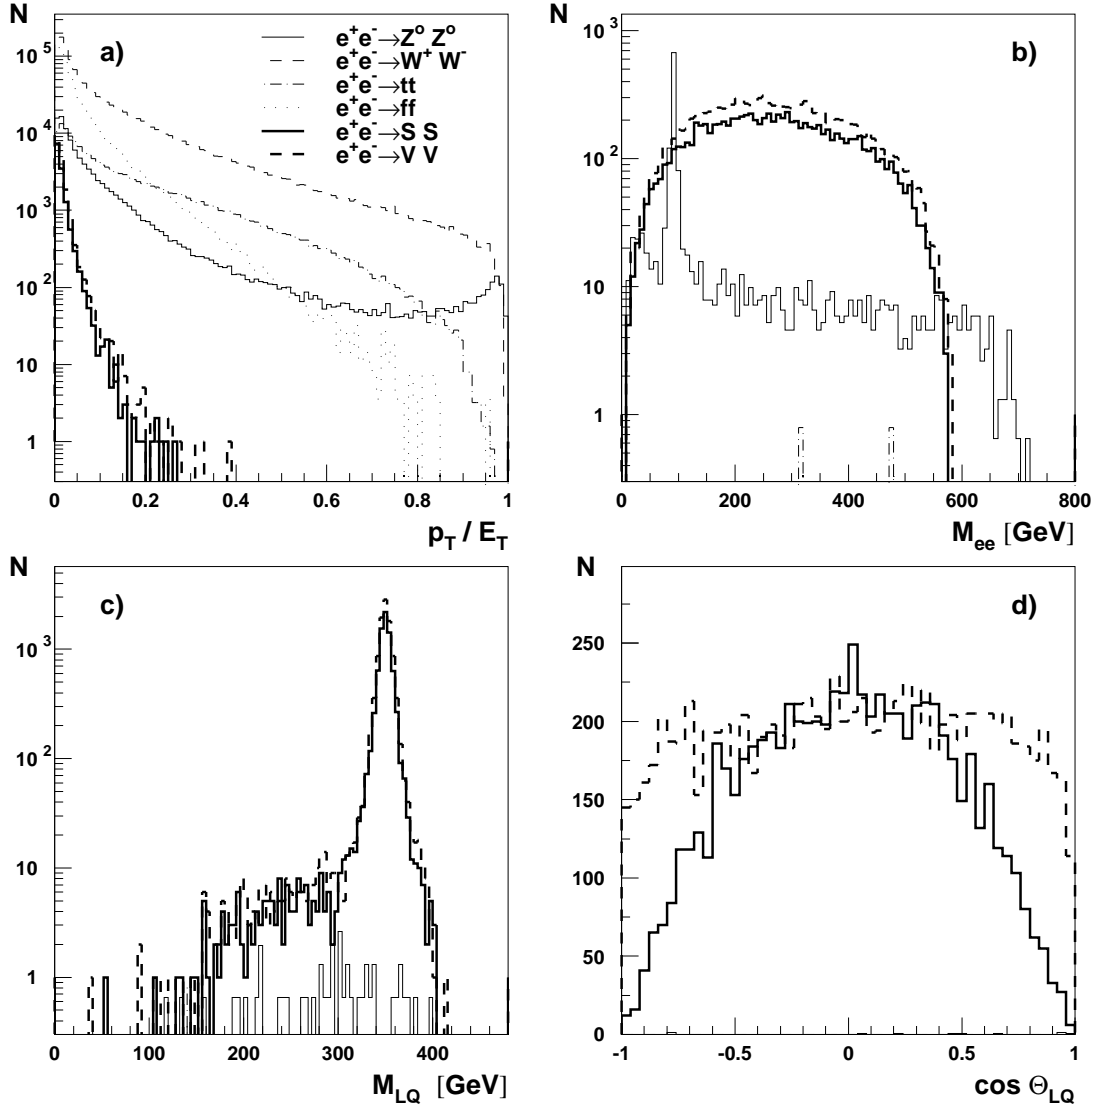 N
a)
e⁺e⁻→Z⁰ Z⁰
e⁺e⁻→W⁺ W⁻
e⁺e⁻→tt
e⁺e⁻→ff
e⁺e⁻→S S
e⁺e⁻→V V
10⁵
10⁴
10³
10²
10
1
0 0.2 0.4 0.6 0.8 1
p_T / E_T
N
b)
10³
10²
10
1
0 200 400 600 800
M_ee [GeV]
N
c)
10³
10²
10
1
0 100 200 300 400
M_LQ [GeV]
N
d)
250
200
150
100
50
0
-1 -0.5 0 0.5 1
cos Θ_LQ